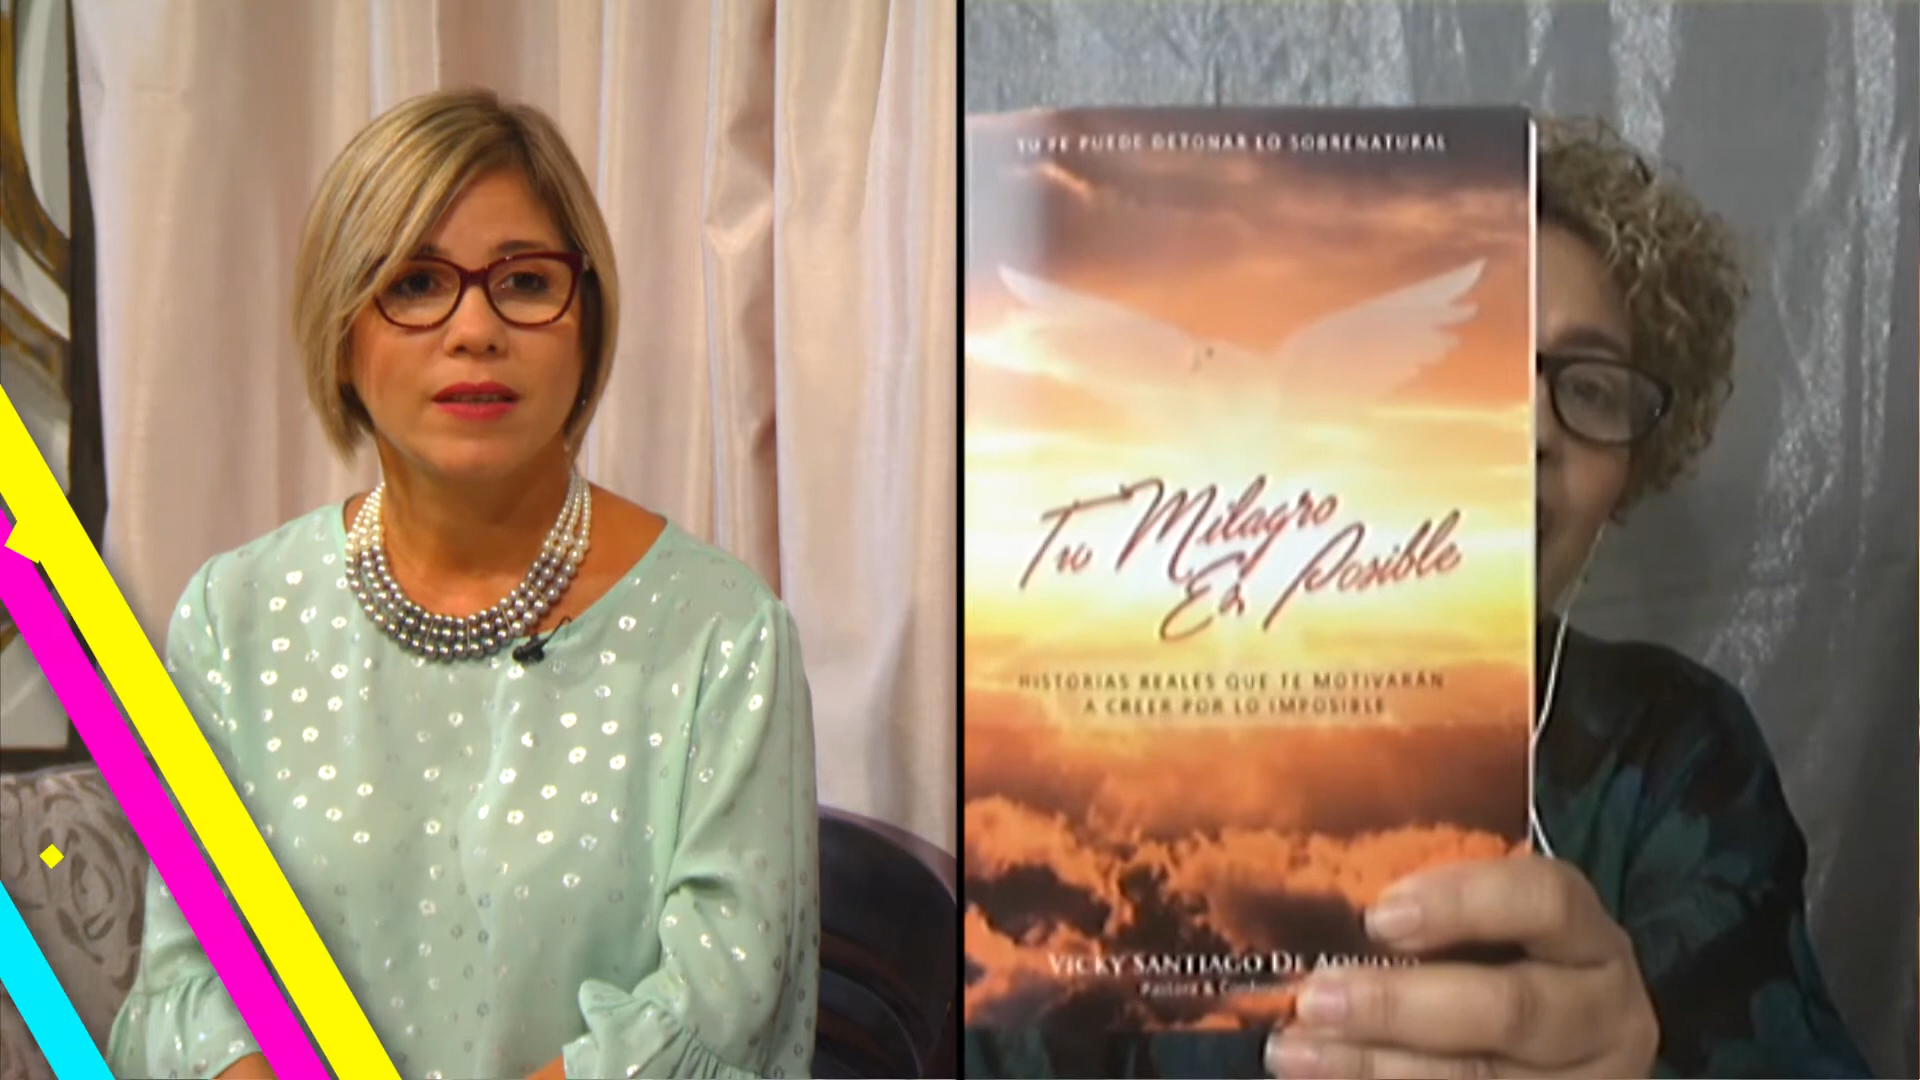 TU FE PUEDE DETONAR LO SOBRENATURAL
Tu Milagro
Es Posible
HISTORIAS REALES QUE TE MOTIVARÁN
A CREER POR LO IMPOSIBLE
VICKY SANTIAGO DE
Pastora &